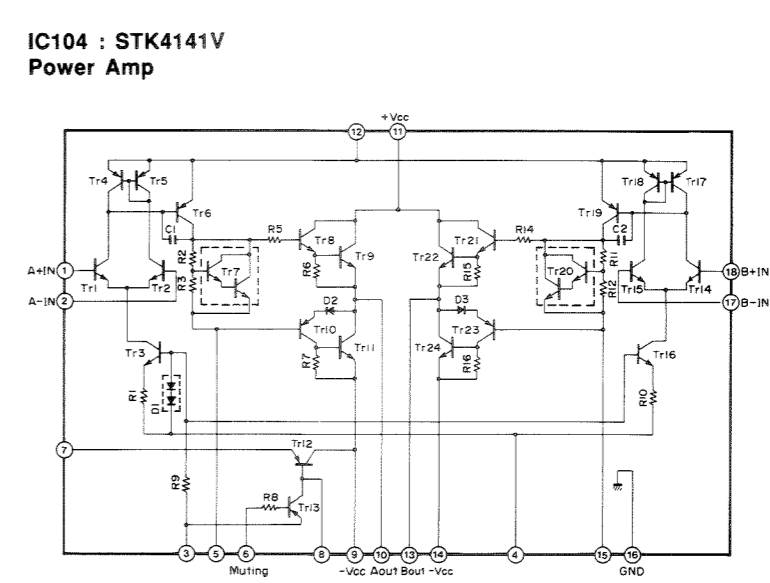 IC104 : STK4141V
Power Amp
+Vcc
12
11
Tr4
Tr5
Tr18
Tr17
Tr6
Tr19
C1
C2
R5
R14
Tr8
Tr21
R2
R11
Tr9
Tr22
A+IN 1
Tr7
R6
R15
Tr20
18 B+IN
Tr1
Tr2
R3
R12
Tr15
Tr14
A-IN 2
D2
D3
17 B-IN
Tr10
Tr23
Tr3
Tr11
Tr24
Tr16
R7
R16
R1
D1
R10
7
Tr12
R9
R8
Tr13
3
5
6
8
9
10
13
14
4
15
16
Muting
-Vcc Aout Bout -Vcc
GND